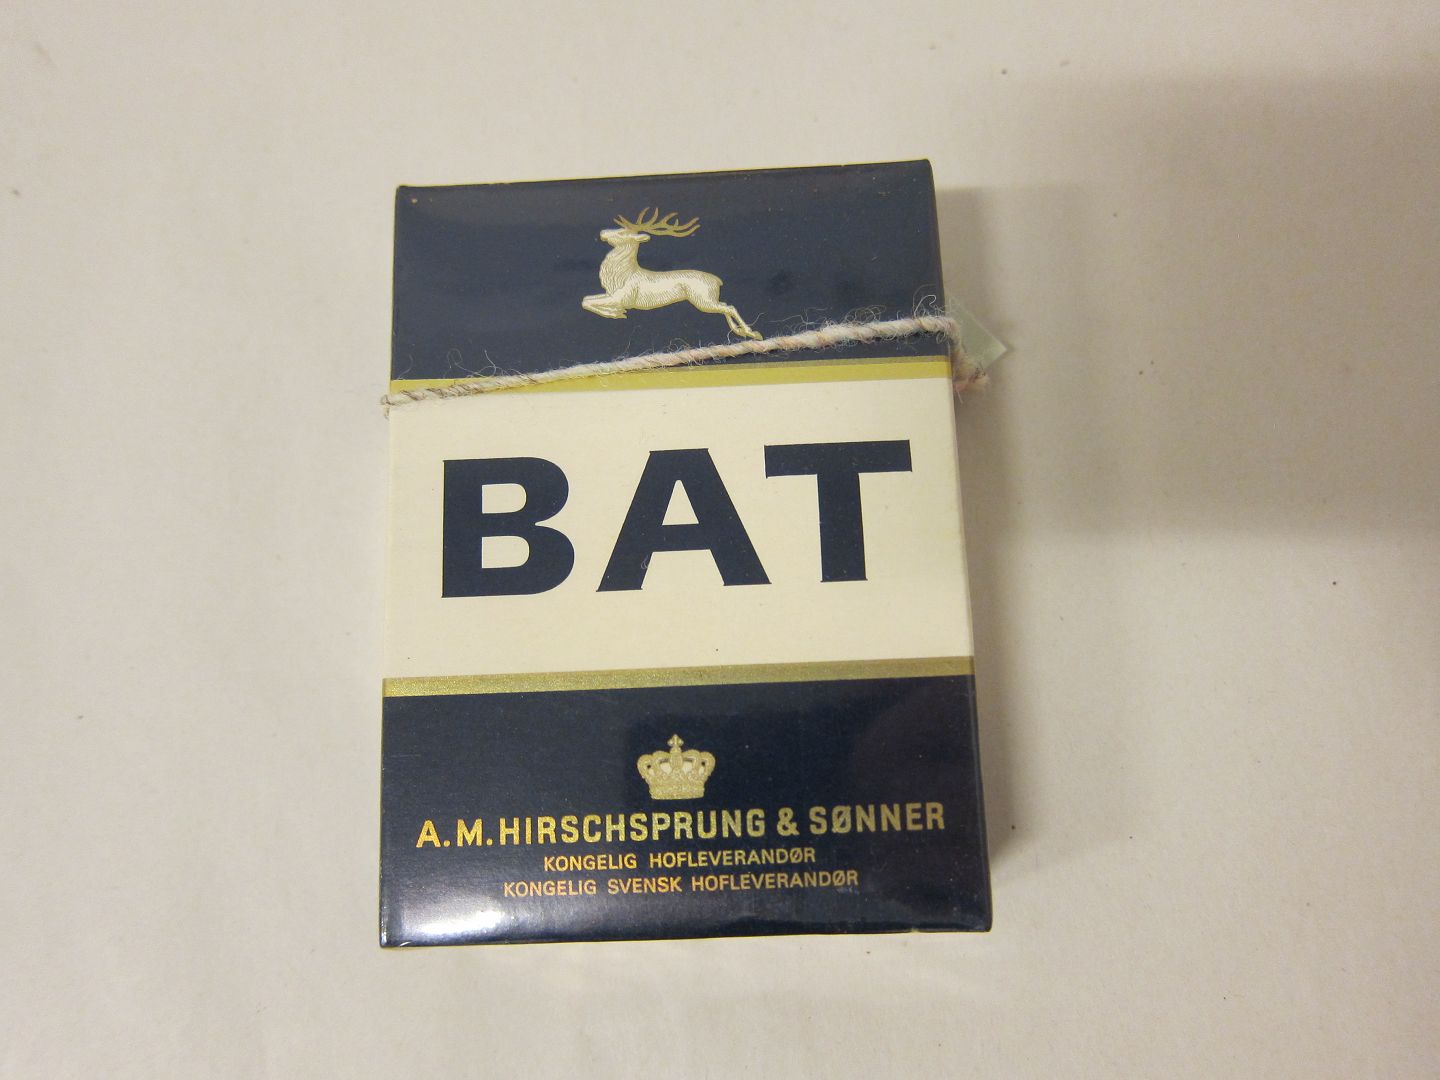 BAT
A.M. HIRSCHSPRUNG & SØNNER
KONGELIG HOFLEVERANDØR
KONGELIG SVENSK HOFLEVERANDØR